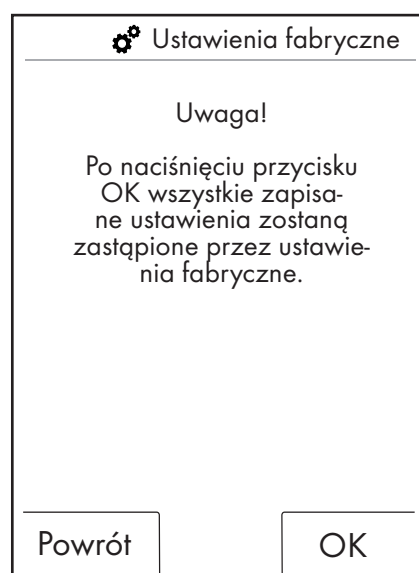 Ustawienia fabryczne
Uwaga!
Po naciśnięciu przycisku
OK wszystkie zapisa-
ne ustawienia zostaną
zastąpione przez ustawie-
nia fabryczne.
Powrót
OK